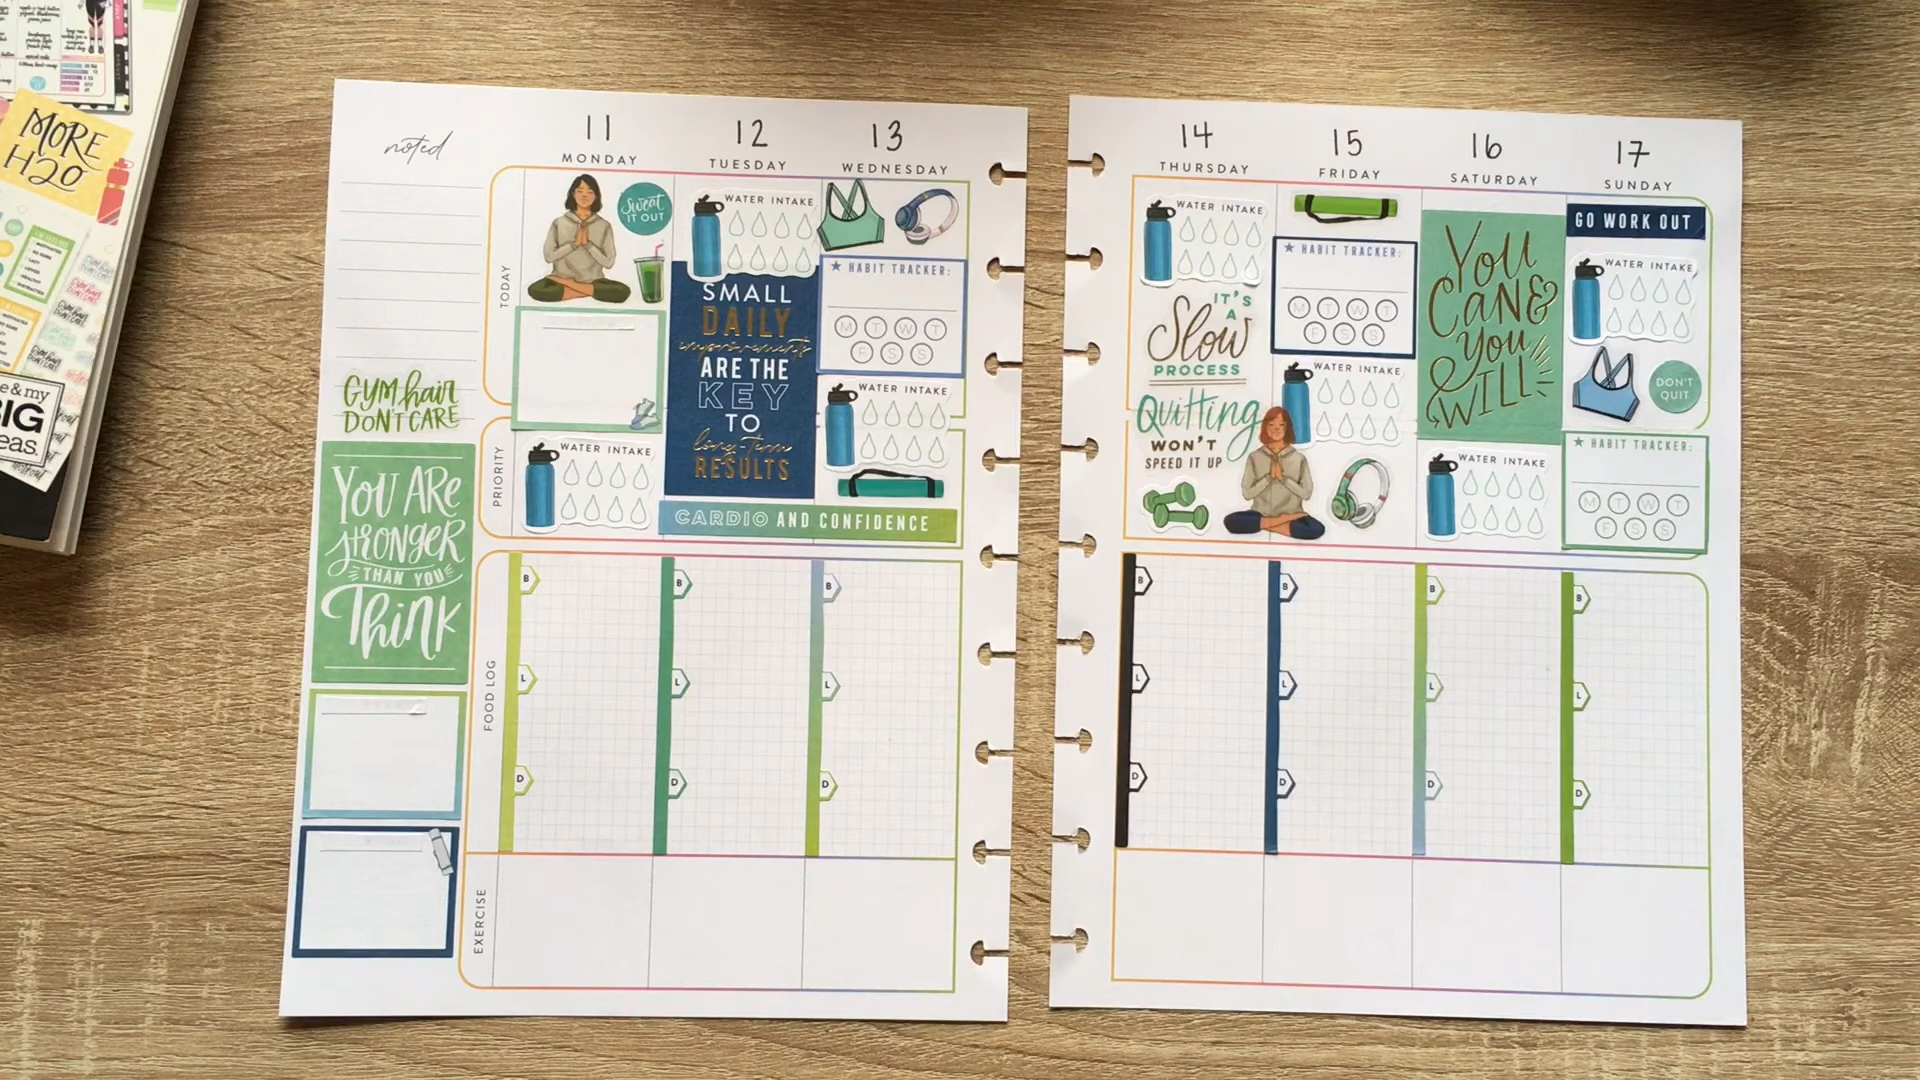 MORE
H2O
e & my
BIG
eas.
noted
GYM hair
DON'T CARE
YOU ARE
STRONGER
THAN YOU
Think
11
MONDAY
12
TUESDAY
13
WEDNESDAY
TODAY
PRIORITY
FOOD LOG
EXERCISE
Sweat
IT OUT
WATER INTAKE
SMALL
DAILY
improvements
ARE THE
KEY
TO
long-term
RESULTS
HABIT TRACKER:
M T W T
F S S
WATER INTAKE
WATER INTAKE
CARDIO AND CONFIDENCE
B
L
D
B
L
D
B
L
D
14
THURSDAY
15
FRIDAY
16
SATURDAY
17
SUNDAY
WATER INTAKE
IT'S
A
Slow
PROCESS
Quitting
WON'T
SPEED IT UP
HABIT TRACKER:
M T W T
F S S
WATER INTAKE
YOU
CAN &
YOU
WILL
WATER INTAKE
GO WORK OUT
WATER INTAKE
DON'T
QUIT
HABIT TRACKER:
M T W T
F S S
B
L
D
B
L
D
B
L
D
B
L
D